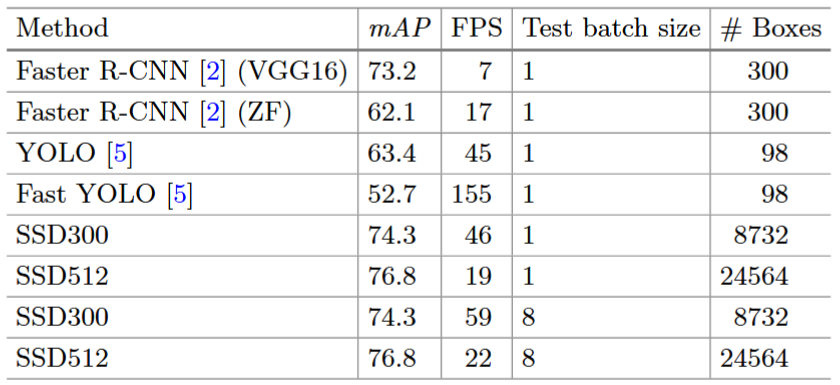 Method mAP FPS Test batch size # Boxes
Faster R-CNN [2] (VGG16) 73.2 7 1 300
Faster R-CNN [2] (ZF) 62.1 17 1 300
YOLO [5] 63.4 45 1 98
Fast YOLO [5] 52.7 155 1 98
SSD300 74.3 46 1 8732
SSD512 76.8 19 1 24564
SSD300 74.3 59 8 8732
SSD512 76.8 22 8 24564